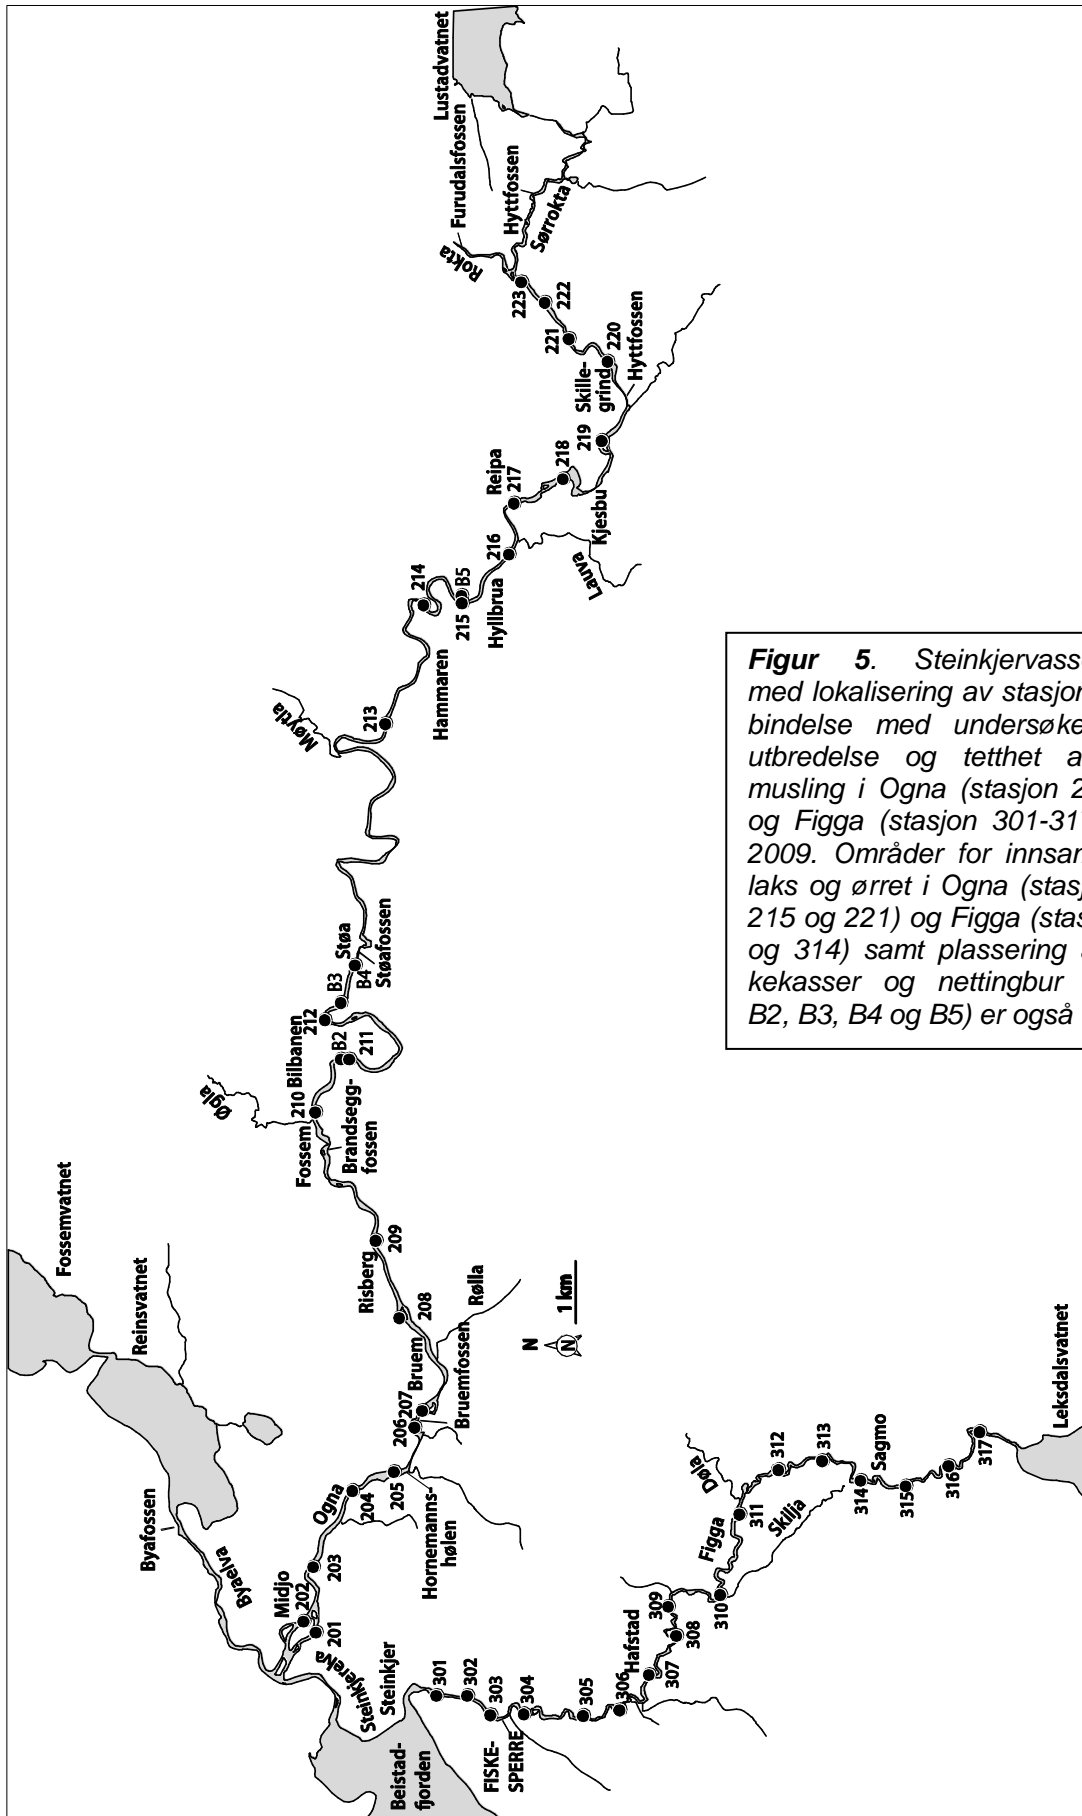 Lustadvatnet
Furudalsfossen
Hyttfossen
Sørrokta
Rokta
223
222
221
220
Skille-
grind
Hyttfossen
219
218
Kjesbu
Reipa
217
216
Lauva
Hyllbrua
215
B5
214
Hammaren
213
Møytla
Støa
Støafossen
B4
B3
212
B2
211
Bilbanen
210
Brandsegg-
fossen
Fossem
Øgla
209
Risberg
208
Bruem
Rølla
Bruemfossen
207
206
205
Hornemanns-
hølen
204
Ogna
203
Midjo
202
201
Steinkjerelva
Steinkjer
Beistad-
fjorden
Byaelva
Byafossen
Reinsvatnet
Fossemvatnet
N
N
1 km
301
302
303
FISKE-
SPERRE
304
305
306
Hafstad
307
308
309
310
Skilja
Figga
311
Døla
312
313
Sagmo
314
315
316
317
Leksdalsvatnet
Figur 5. Steinkjervass
med lokalisering av stasjon
bindelse med undersøke
utbredelse og tetthet a
musling i Ogna (stasjon 2
og Figga (stasjon 301-317
2009. Områder for innsan
laks og ørret i Ogna (stasj
215 og 221) og Figga (stas
og 314) samt plassering
kekasser og nettingbur
B2, B3, B4 og B5) er også